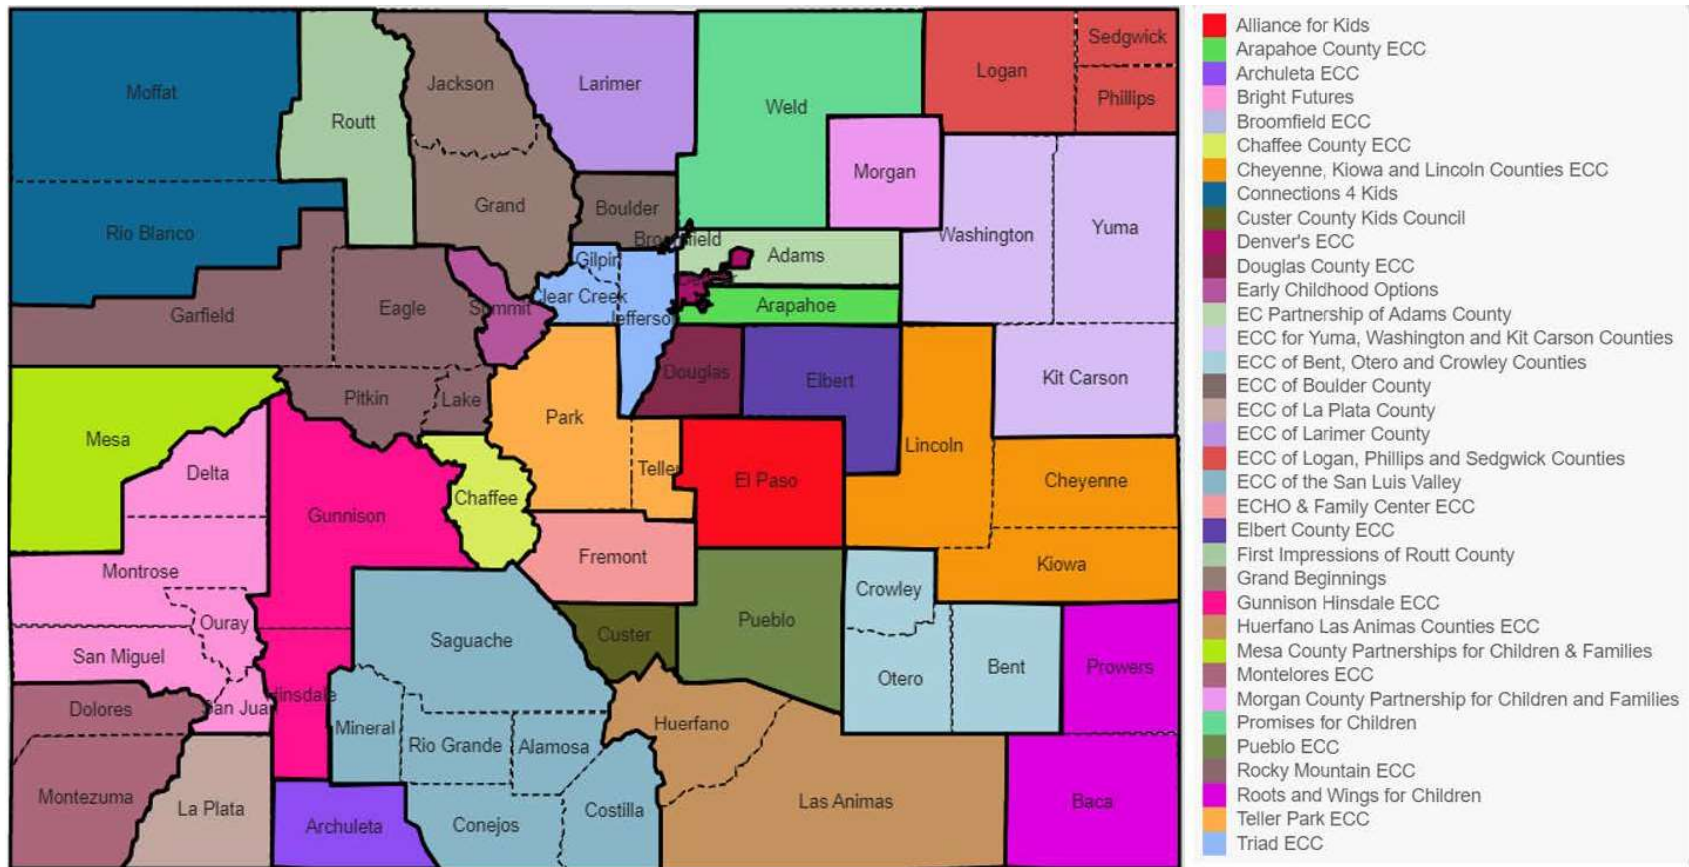 Moffat
Routt
Jackson
Larimer
Weld
Logan
Sedgwick
Phillips
Morgan
Rio Blanco
Grand
Boulder
Broomfield
Washington
Yuma
Garfield
Eagle
Summit
Gilpin
Clear Creek
Jefferson
Adams
Arapahoe
Pitkin
Lake
Park
Douglas
Elbert
Kit Carson
Mesa
Delta
Gunnison
Chaffee
Teller
El Paso
Lincoln
Cheyenne
Montrose
Fremont
Crowley
Kiowa
Ouray
San Miguel
Saguache
Custer
Pueblo
Otero
Bent
Prowers
Dolores
San Juan
Hinsdale
Mineral
Rio Grande
Alamosa
Huerfano
Montezuma
La Plata
Archuleta
Conejos
Costilla
Las Animas
Baca
Alliance for Kids
Arapahoe County ECC
Archuleta ECC
Bright Futures
Broomfield ECC
Chaffee County ECC
Cheyenne, Kiowa and Lincoln Counties ECC
Connections 4 Kids
Custer County Kids Council
Denver's ECC
Douglas County ECC
Early Childhood Options
EC Partnership of Adams County
ECC for Yuma, Washington and Kit Carson Counties
ECC of Bent, Otero and Crowley Counties
ECC of Boulder County
ECC of La Plata County
ECC of Larimer County
ECC of Logan, Phillips and Sedgwick Counties
ECC of the San Luis Valley
ECHO & Family Center ECC
Elbert County ECC
First Impressions of Routt County
Grand Beginnings
Gunnison Hinsdale ECC
Huerfano Las Animas Counties ECC
Mesa County Partnerships for Children & Families
Montelores ECC
Morgan County Partnership for Children and Families
Promises for Children
Pueblo ECC
Rocky Mountain ECC
Roots and Wings for Children
Teller Park ECC
Triad ECC